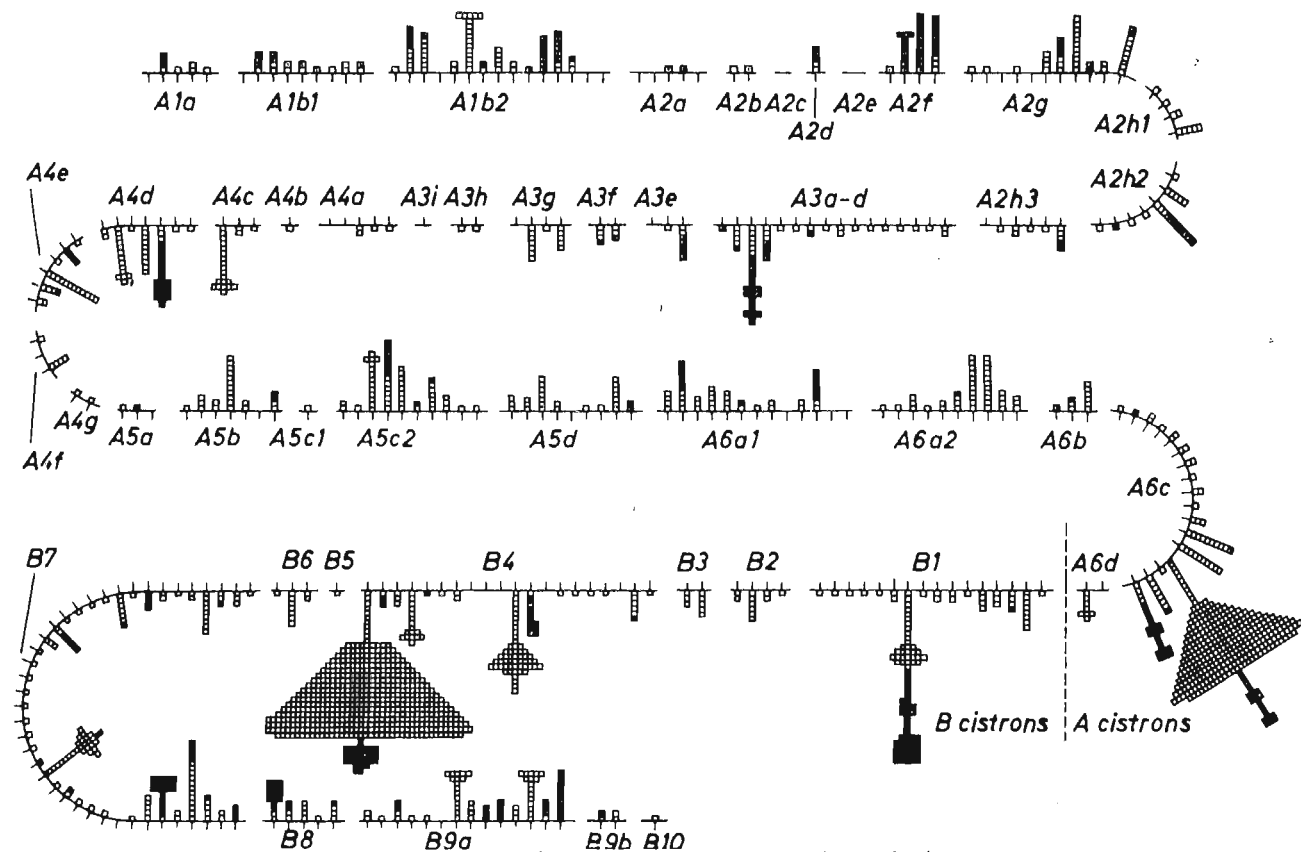 A1a A1b1 A1b2 A2a A2b A2c A2e A2f A2g
A2d
A2h1
A4e
A2h2
A4d A4c A4b A4a A3i A3h A3g A3f A3e A3a-d A2h3
A4g
A5a A5b A5c1 A5c2 A5d A6a1 A6a2 A6b
A4f
A6c
B7 B6 B5 B4 B3 B2 B1 A6d
B cistrons A cistrons
B8 B9a B9b B10